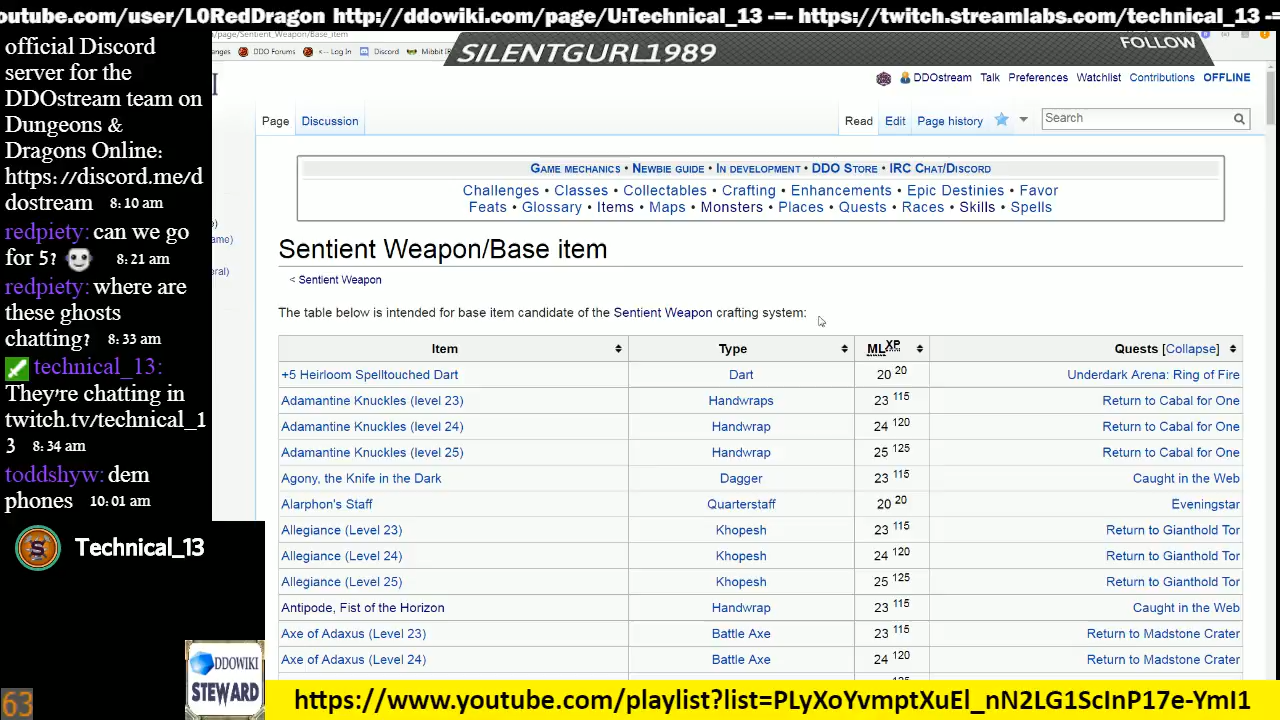 outube.com/user/L0RedDragon http://ddowiki.com/page/U:Technical_13 -=- https://twitch.streamlabs.com/technical_13 -=
/page/Sentient_Weapon/Base_item
nges DDO Forums <-- Log In Discord Mibbit IR
SILENTGURL1989
FOLLOW
official Discord
server for the
DDOstream team on
Dungeons &
Dragons Online:
https://discord.me/d
dostream 8:10 am
redpiety: can we go
for 5? 8:21 am
redpiety: where are
these ghosts
chatting? 8:33 am
technical_13:
They're chatting in
twitch.tv/technical_1
3 8:34 am
toddshyw: dem
phones 10:01 am
Technical_13
DDOWIKI
STEWARD
63
DDOstream Talk Preferences Watchlist Contributions OFFLINE
Page Discussion Read Edit Page history Search
Game mechanics • Newbie guide • In development • DDO Store • IRC Chat/Discord
Challenges • Classes • Collectables • Crafting • Enhancements • Epic Destinies • Favor
Feats • Glossary • Items • Maps • Monsters • Places • Quests • Races • Skills • Spells
Sentient Weapon/Base item
< Sentient Weapon
The table below is intended for base item candidate of the Sentient Weapon crafting system:
Item Type ML XP Quests [Collapse]
+5 Heirloom Spelltouched Dart Dart 20 20 Underdark Arena: Ring of Fire
Adamantine Knuckles (level 23) Handwraps 23 115 Return to Cabal for One
Adamantine Knuckles (level 24) Handwrap 24 120 Return to Cabal for One
Adamantine Knuckles (level 25) Handwrap 25 125 Return to Cabal for One
Agony, the Knife in the Dark Dagger 23 115 Caught in the Web
Alarphon's Staff Quarterstaff 20 20 Eveningstar
Allegiance (Level 23) Khopesh 23 115 Return to Gianthold Tor
Allegiance (Level 24) Khopesh 24 120 Return to Gianthold Tor
Allegiance (Level 25) Khopesh 25 125 Return to Gianthold Tor
Antipode, Fist of the Horizon Handwrap 23 115 Caught in the Web
Axe of Adaxus (Level 23) Battle Axe 23 115 Return to Madstone Crater
Axe of Adaxus (Level 24) Battle Axe 24 120 Return to Madstone Crater
https://www.youtube.com/playlist?list=PLyXoYvmptXuEl_nN2LG1ScInP17e-YmI1